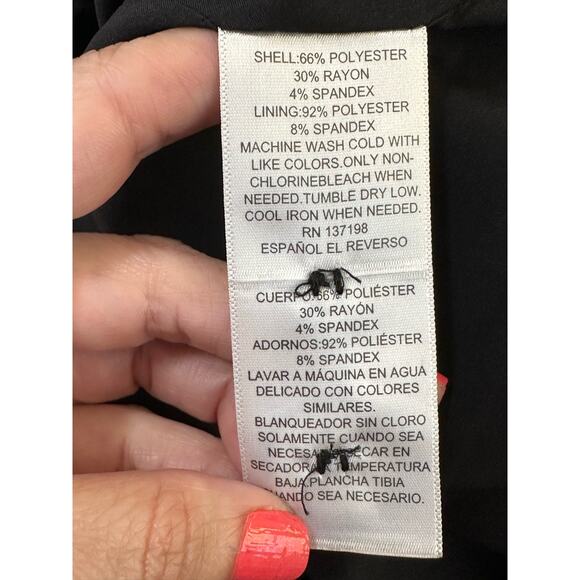 SHELL:66% POLYESTER
30% RAYON
4% SPANDEX
LINING:92% POLYESTER
8% SPANDEX
MACHINE WASH COLD WITH
LIKE COLORS.ONLY NON-
CHLORINEBLEACH WHEN
NEEDED.TUMBLE DRY LOW.
COOL IRON WHEN NEEDED.
RN 137198
ESPAÑOL EL REVERSO
CUERPO:66% POLIÉSTER
30% RAYÓN
4% SPANDEX
ADORNOS:92% POLIÉSTER
8% SPANDEX
LAVAR A MÁQUINA EN AGUA
DELICADO CON COLORES
SIMILARES.
BLANQUEADOR SIN CLORO
SOLAMENTE CUANDO SEA
EN
SECADORA TEMPERATURA
BAJA.PLANCHA TIBIA
CUANDO SEA NECESARIO.